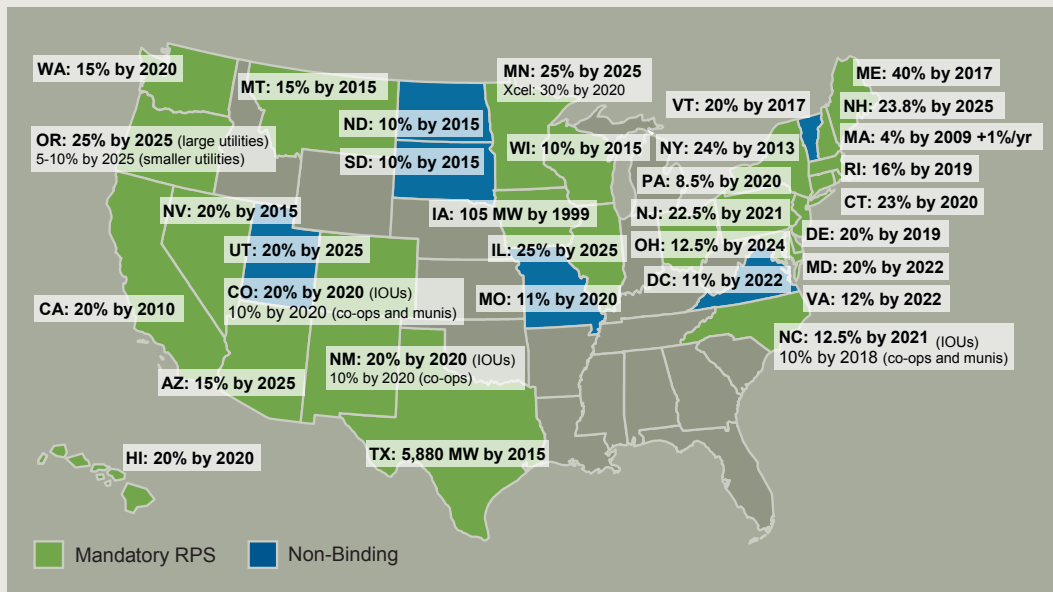 WA: 15% by 2020
MT: 15% by 2015
MN: 25% by 2025
Xcel: 30% by 2020
ME: 40% by 2017
VT: 20% by 2017
NH: 23.8% by 2025
ND: 10% by 2015
OR: 25% by 2025 (large utilities)
5-10% by 2025 (smaller utilities)
WI: 10% by 2015
NY: 24% by 2013
MA: 4% by 2009 +1%/yr
SD: 10% by 2015
RI: 16% by 2019
PA: 8.5% by 2020
CT: 23% by 2020
NV: 20% by 2015
IA: 105 MW by 1999
NJ: 22.5% by 2021
DE: 20% by 2019
UT: 20% by 2025
IL: 25% by 2025
OH: 12.5% by 2024
MD: 20% by 2022
DC: 11% by 2022
CO: 20% by 2020 (IOUs)
10% by 2020 (co-ops and munis)
MO: 11% by 2020
VA: 12% by 2022
CA: 20% by 2010
NC: 12.5% by 2021 (IOUs)
10% by 2018 (co-ops and munis)
NM: 20% by 2020 (IOUs)
10% by 2020 (co-ops)
AZ: 15% by 2025
TX: 5,880 MW by 2015
HI: 20% by 2020
Mandatory RPS
Non-Binding